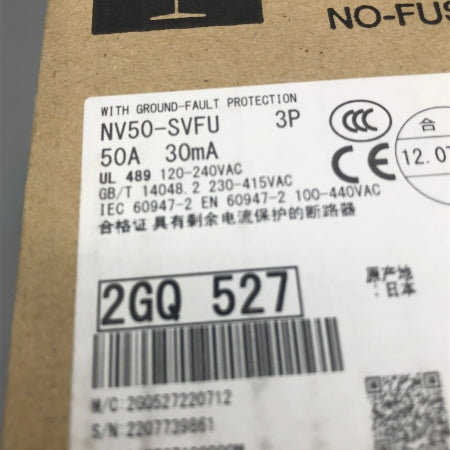 NO-FUS
WITH GROUND-FAULT PROTECTION
NV50-SVFU 3P
50A 30mA
UL 489 120-240VAC
GB/T 14048.2 230-415VAC
IEC 60947-2 EN 60947-2 100-440VAC
合格证 具有剩余电流保护的断路器
CCC
CE
合
12.07
2GQ 527
原产地
:日本
M/C:2GQ527220712
S/N:2207739861